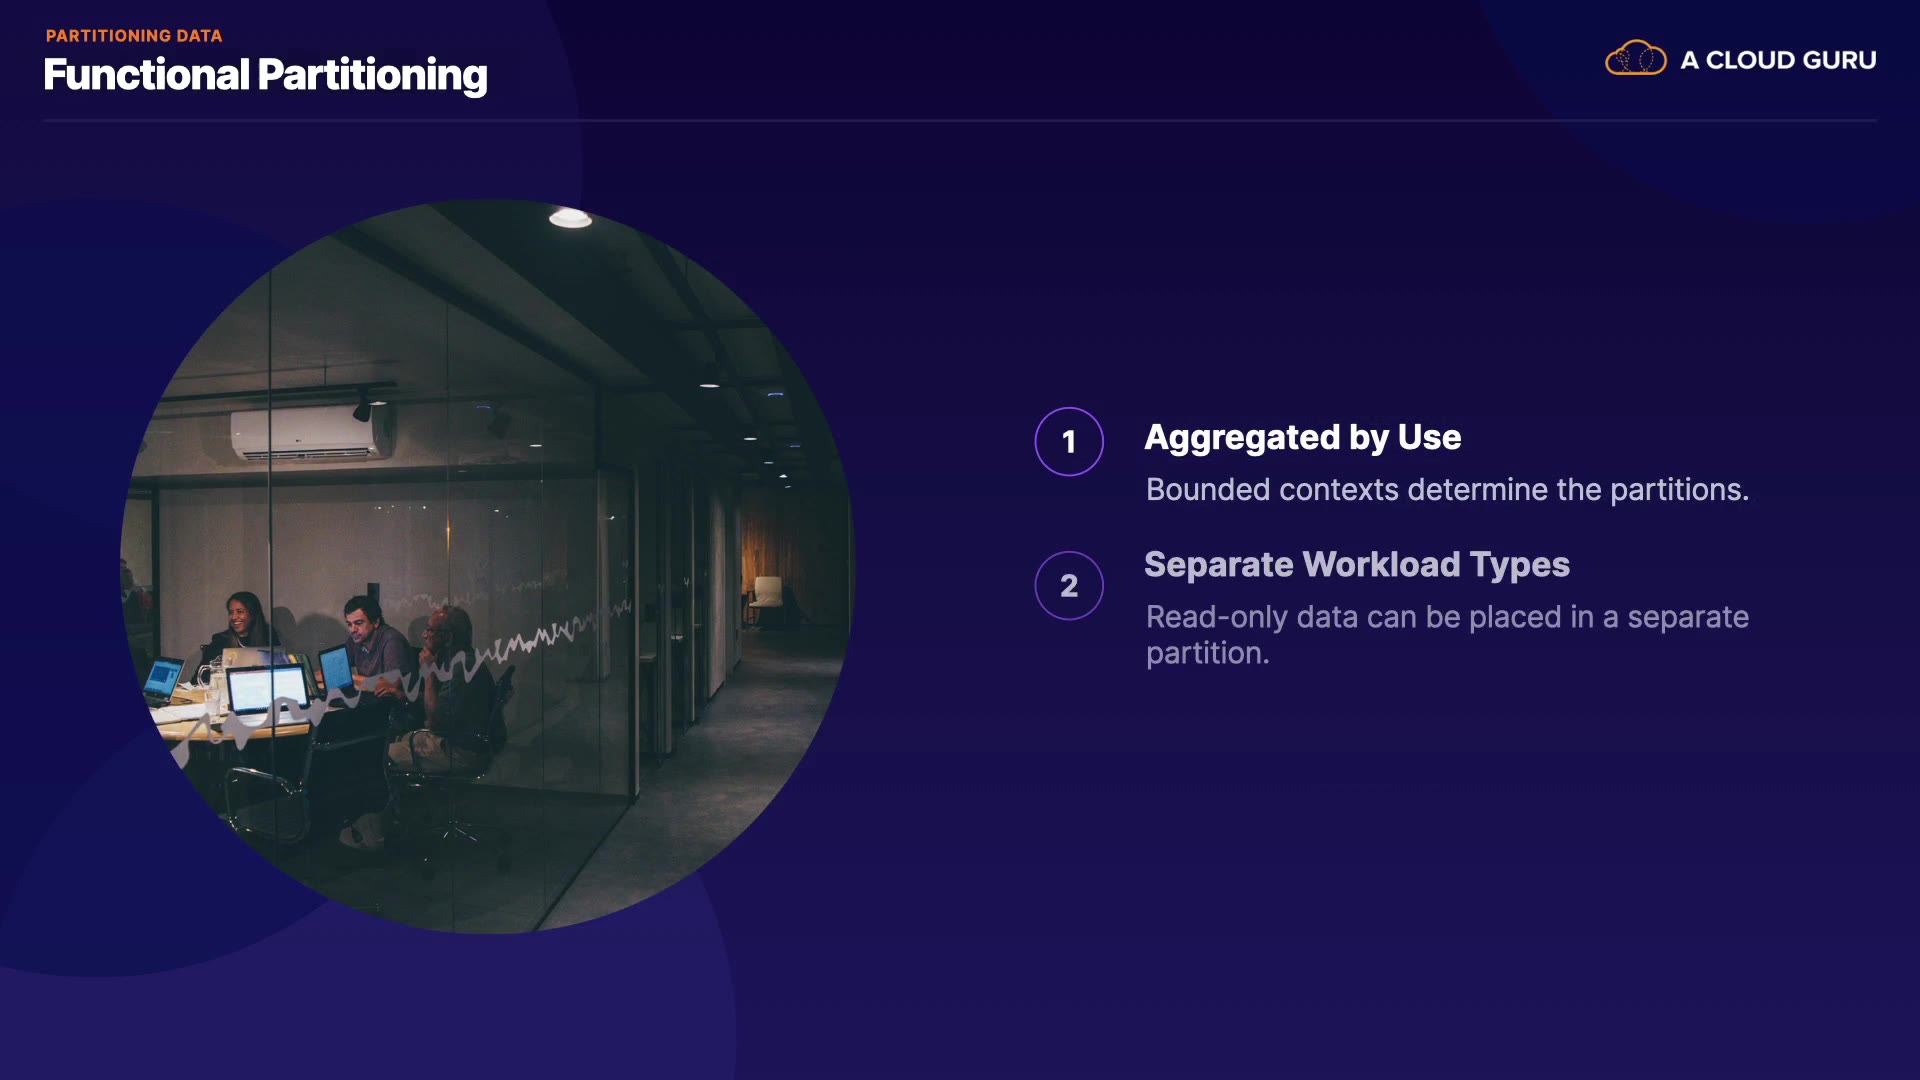 PARTITIONING DATA
Functional Partitioning
A CLOUD GURU
1
Aggregated by Use
Bounded contexts determine the partitions.
2
Separate Workload Types
Read-only data can be placed in a separate
partition.